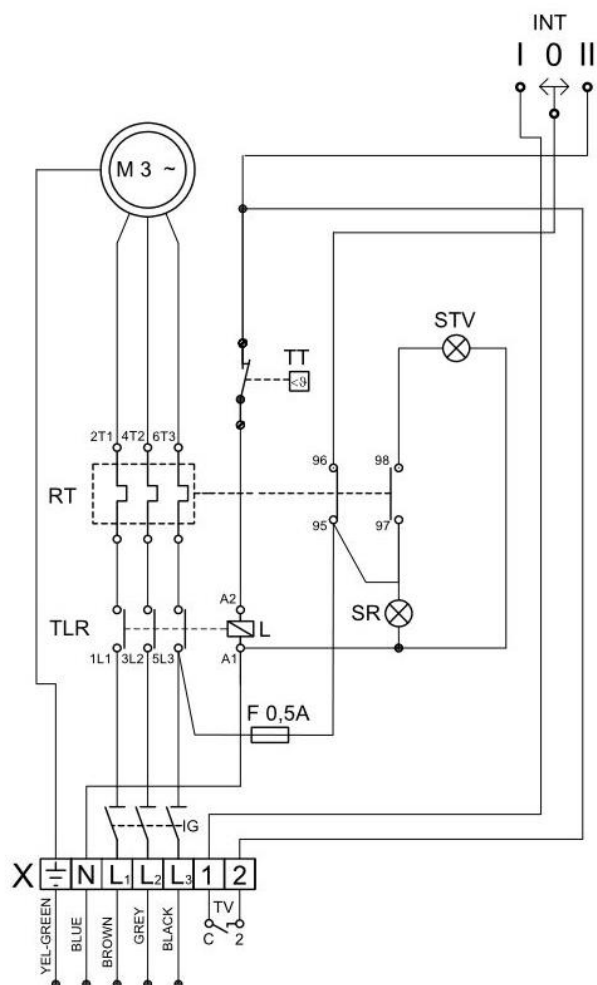 INT
I 0 II
M 3 ~
STV
TT
<ϑ
2T1 4T2 6T3
96 98
RT
95 97
A2
SR
TLR
L
1L1 3L2 5L3 A1
F 0,5A
IG
X N L1 L2 L3 1 2
YEL-GREEN
BLUE
BROWN
GREY
BLACK
TV
C 2